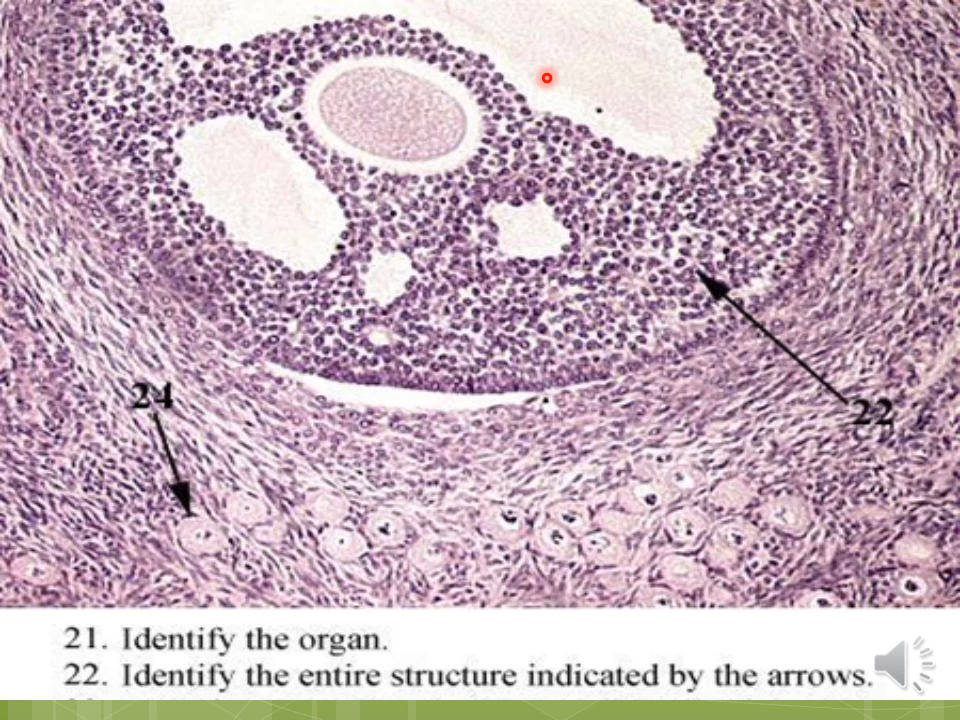 24
22
21. Identify the organ.
22. Identify the entire structure indicated by the arrows.